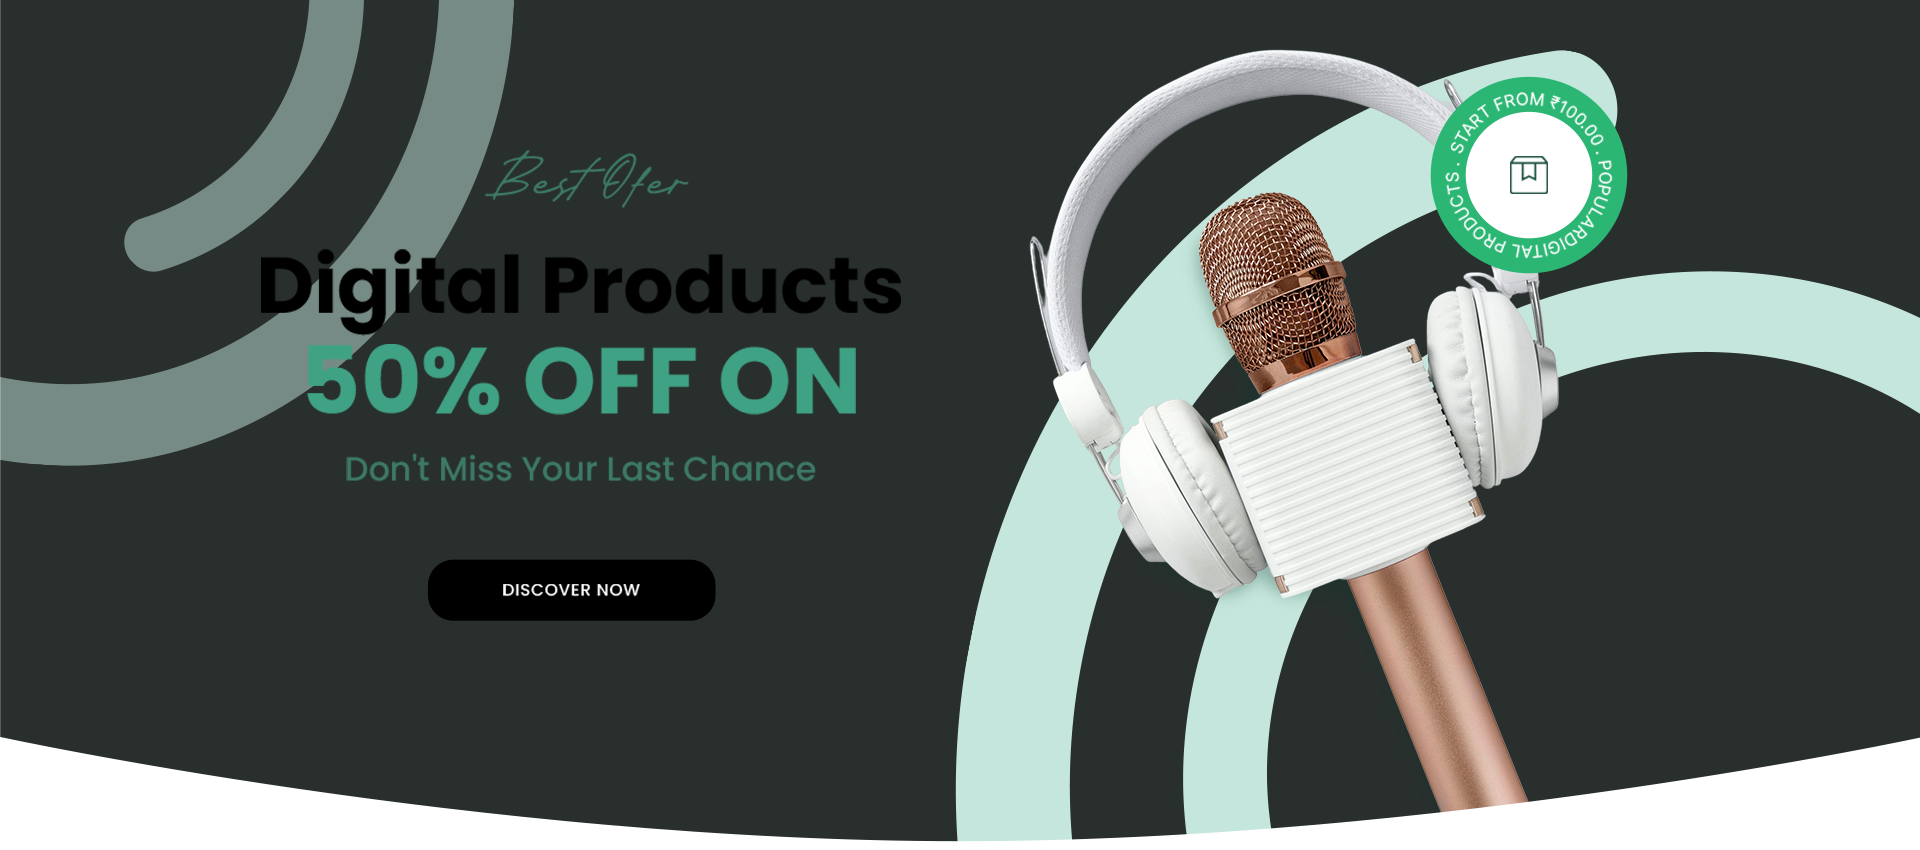 Best Ofer
Digital Products
50% OFF ON
Don't Miss Your Last Chance
DISCOVER NOW
START FROM ₹100.00 · POPULARDIGITAL PRODUCTS ·